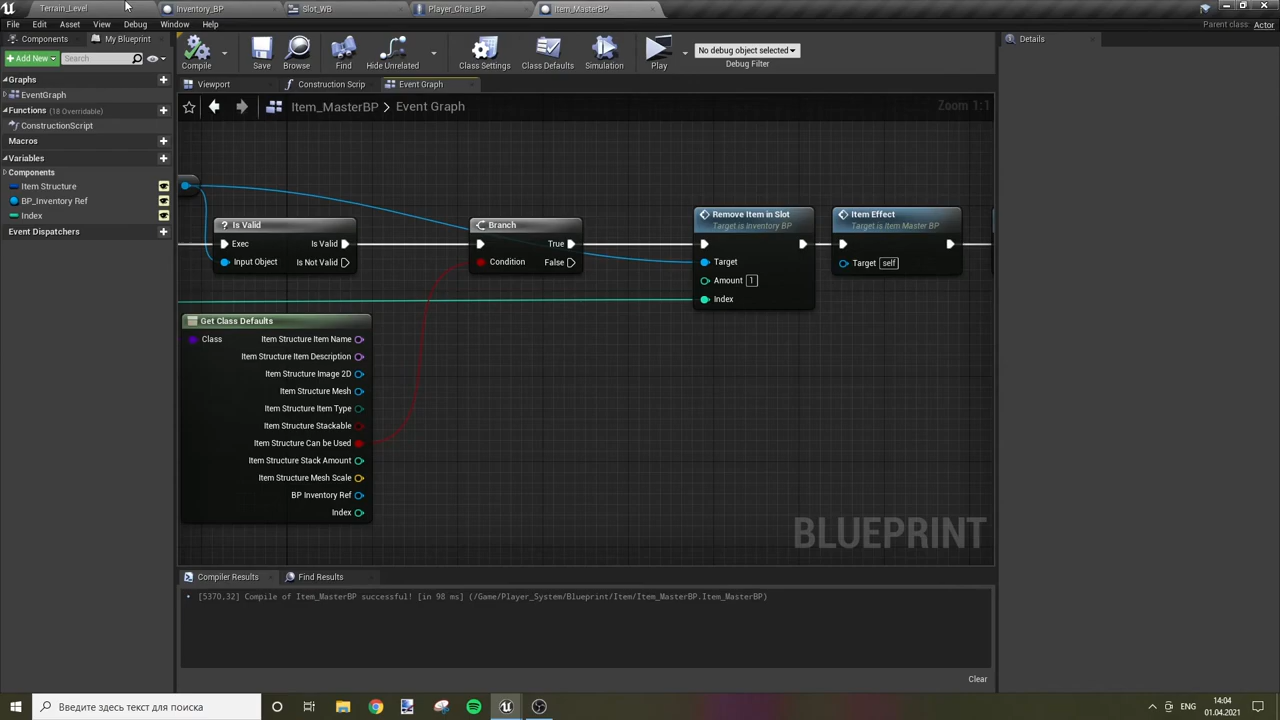 Terrain_Level
Inventory_BP
Slot_WB
Player_Char_BP
Item_MasterBP
File Edit Asset View Debug Window Help
Parent class: Actor
Components
My Blueprint
Add New
Search
Graphs
EventGraph
Functions (18 Overridable)
ConstructionScript
Macros
Variables
Components
Item Structure
BP_Inventory Ref
Index
Event Dispatchers
Compile
Save
Browse
Find
Hide Unrelated
Class Settings
Class Defaults
Simulation
Play
No debug object selected
Debug Filter
Viewport
Construction Scrip
Event Graph
Item_MasterBP > Event Graph
Zoom 1:1
? Is Valid
Exec Is Valid
Input Object Is Not Valid
Branch
True
Condition False
Remove Item in Slot
Target is Inventory BP
Target
Amount 1
Index
Item Effect
Target is Item Master BP
Target self
Get Class Defaults
Class Item Structure Item Name
Item Structure Item Description
Item Structure Image 2D
Item Structure Mesh
Item Structure Item Type
Item Structure Stackable
Item Structure Can be Used
Item Structure Stack Amount
Item Structure Mesh Scale
BP Inventory Ref
Index
BLUEPRINT
Compiler Results
Find Results
[5370,32] Compile of Item_MasterBP successful! [in 98 ms] (/Game/Player_System/Blueprint/Item/Item_MasterBP.Item_MasterBP)
Clear
Details
Введите здесь текст для поиска
ENG
14:04
01.04.2021